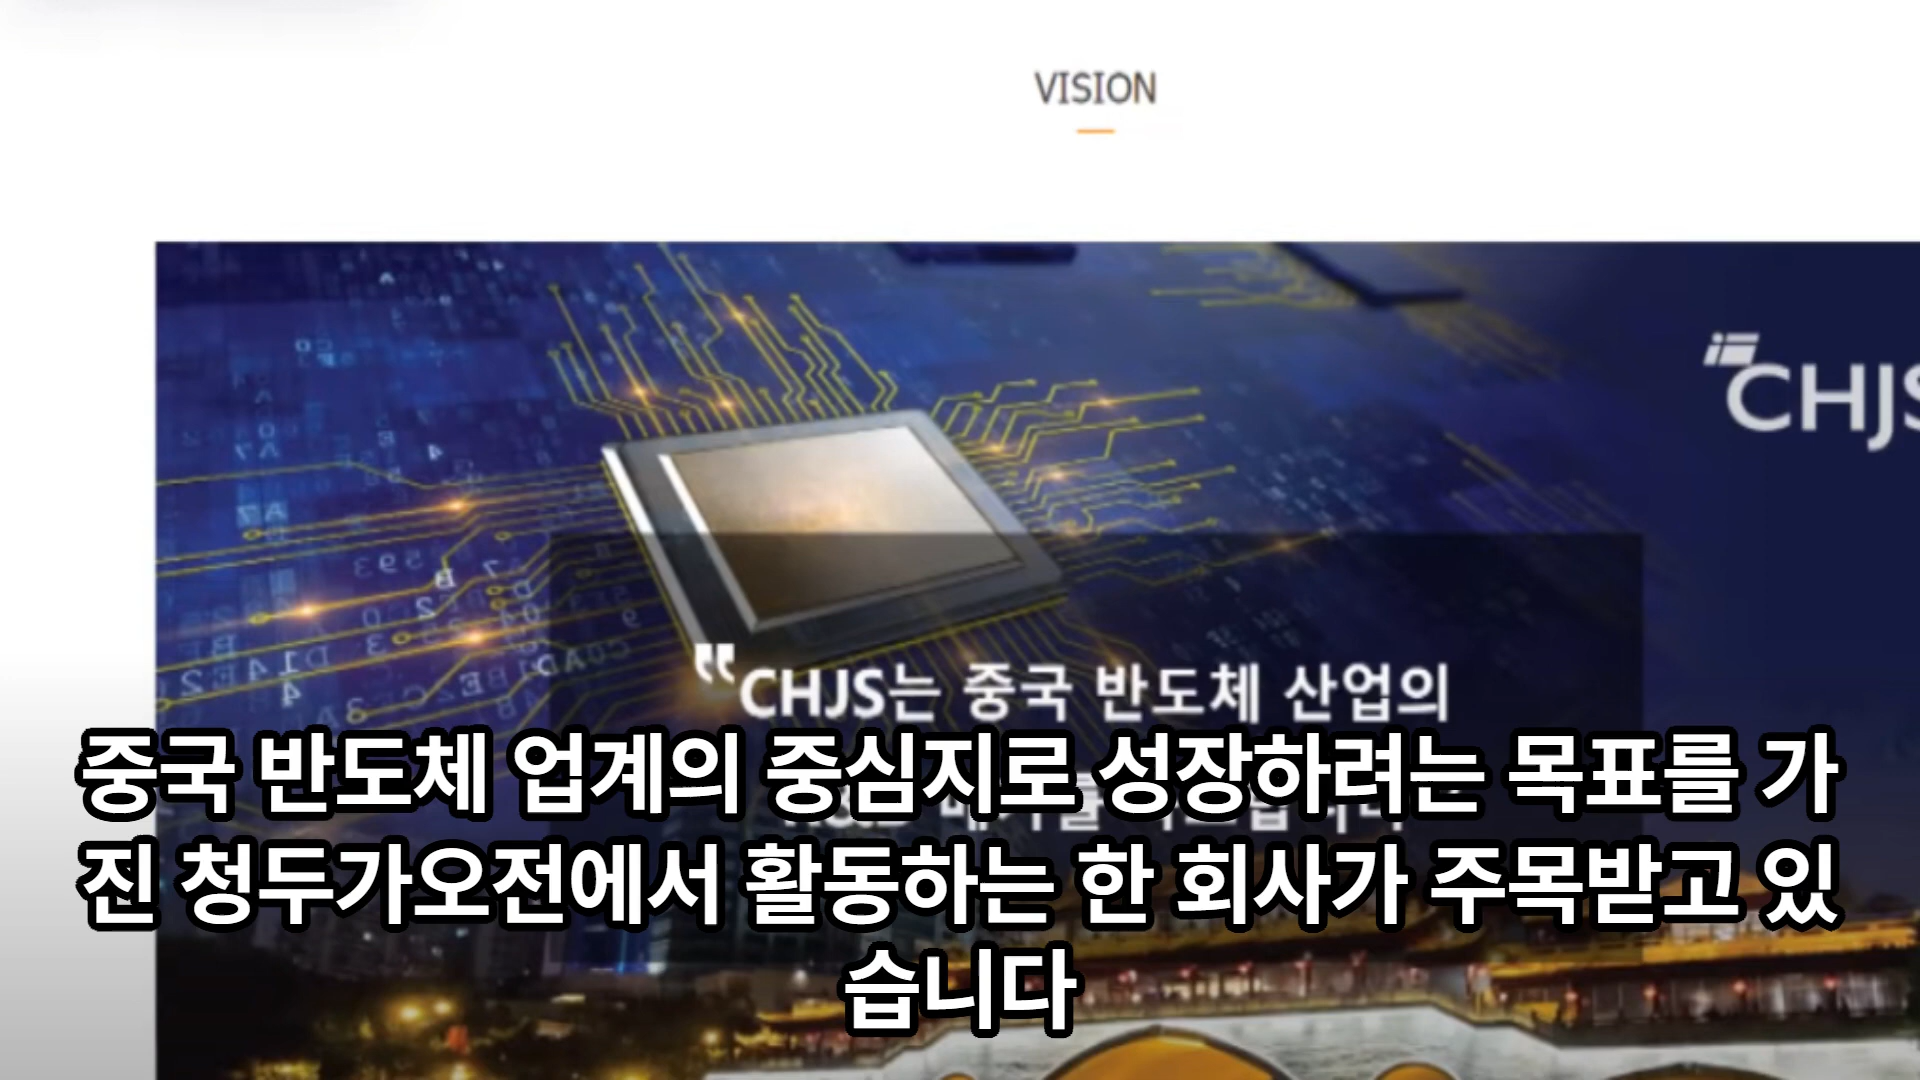 VISION
CHJS
"CHJS는 중국 반도체 산업의
중국 반도체 업계의 중심지로 성장하려는 목표를 가
진 청두가오전에서 활동하는 한 회사가 주목받고 있
습니다